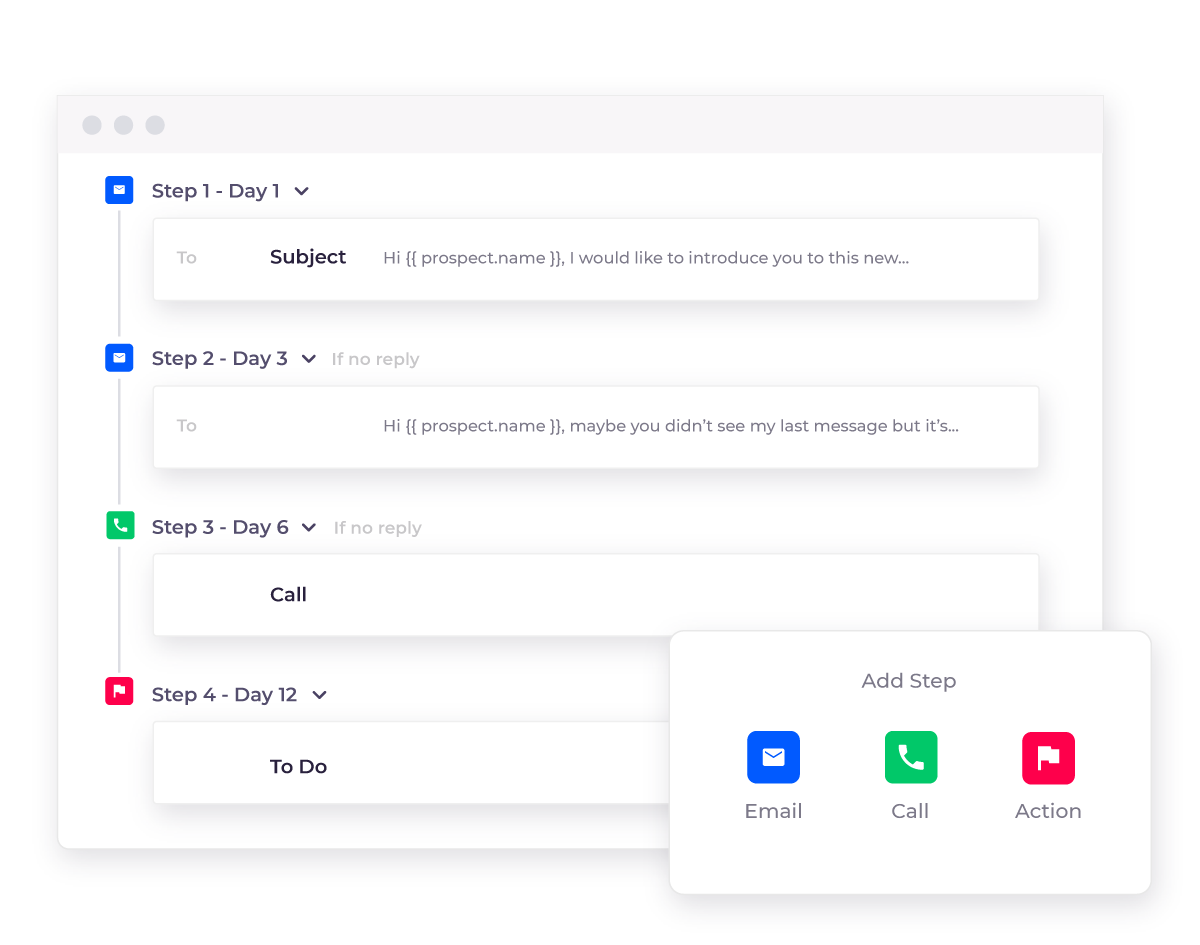 Step 1 - Day 1
To Subject Hi {{ prospect.name }}, I would like to introduce you to this new...
Step 2 - Day 3 If no reply
To Hi {{ prospect.name }}, maybe you didn’t see my last message but it’s...
Step 3 - Day 6 If no reply
Call
Step 4 - Day 12
To Do
Add Step
Email Call Action